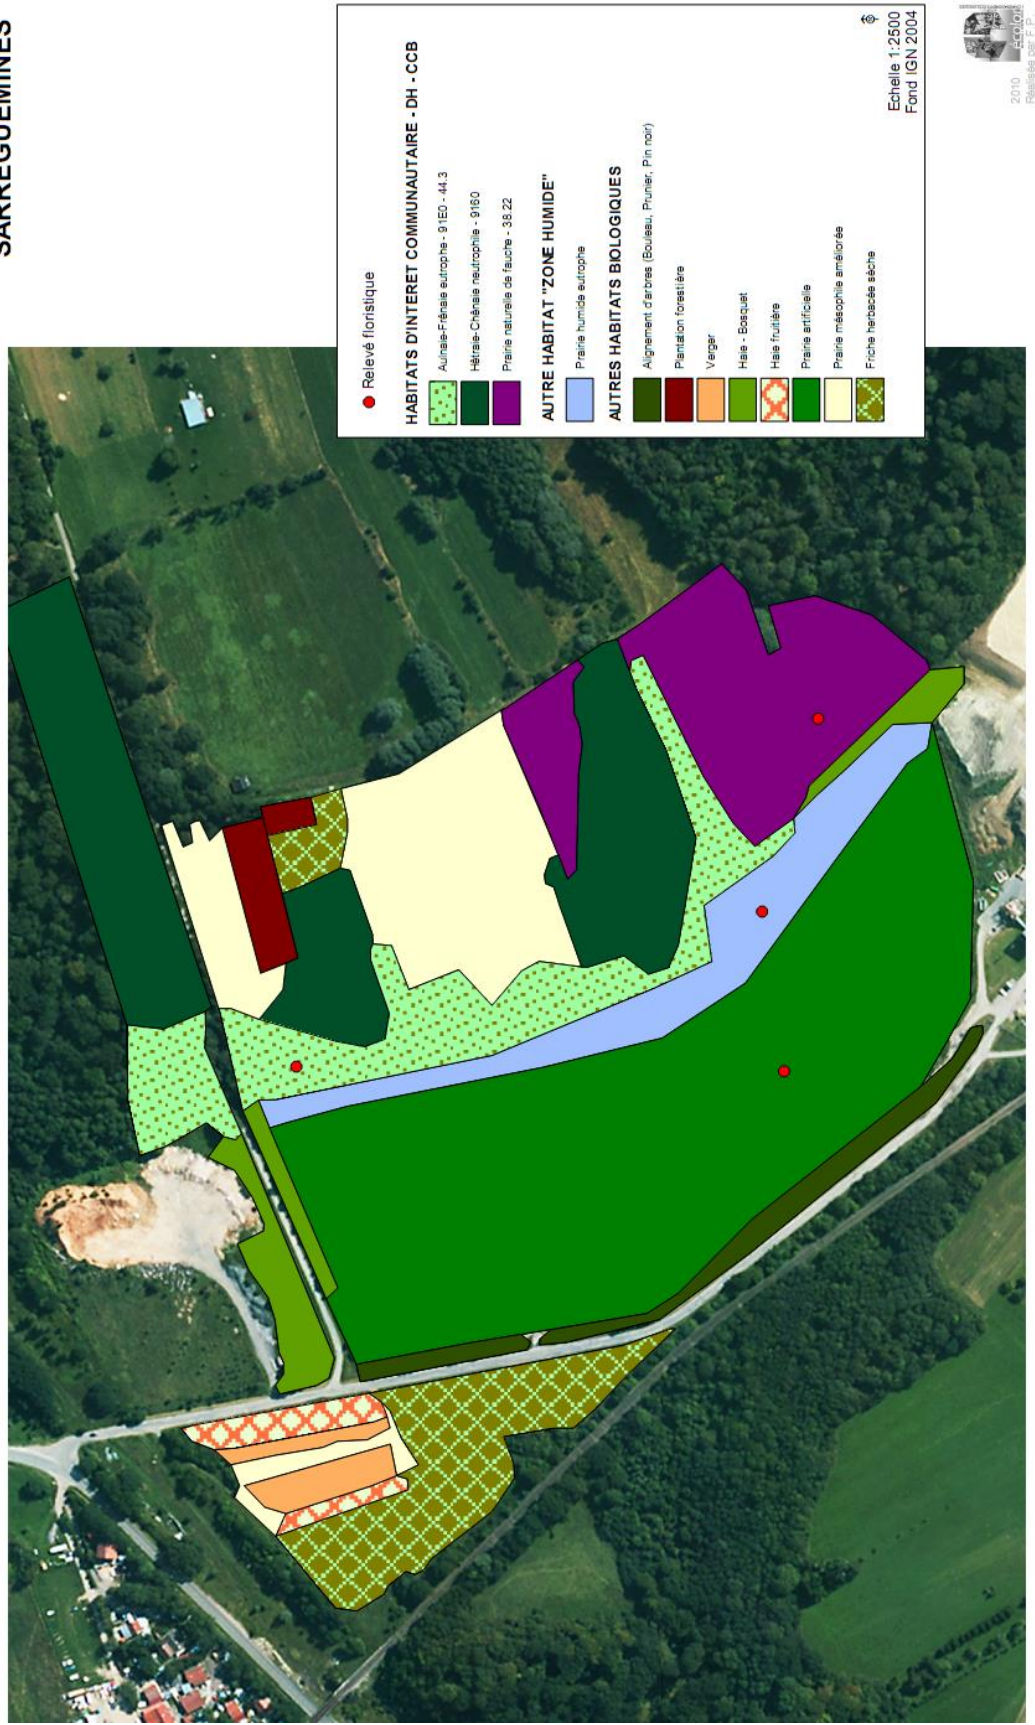 SARREGUEMINES
Relevé floristique
HABITATS D'INTERET COMMUNAUTAIRE - DH - CCB
Aulnaie-Frênaie eutrophe - 91E0 - 44.3
Hêtraie-Chênaie neutrophile - 9160
Prairie naturelle de fauche - 38.22
AUTRE HABITAT "ZONE HUMIDE"
Prairie humide eutrophe
AUTRES HABITATS BIOLOGIQUES
Alignement d'arbres (Bouleau, Prunier, Pin noir)
Plantation forestière
Verger
Haie - Bosquet
Haie fruitière
Prairie artificielle
Prairie mésophile améliorée
Friche herbacée sèche
Echelle 1:2500
Fond IGN 2004
écolor
2010
Réalisée par F.P.